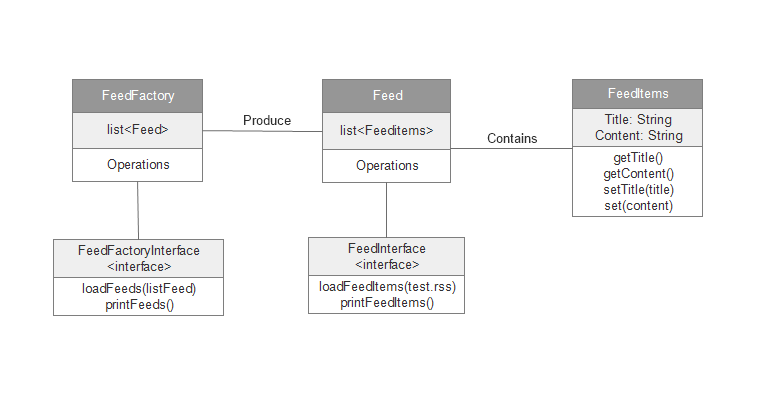 FeedFactory
list<Feed>
Operations
Produce
Feed
list<Feeditems>
Operations
Contains
FeedItems
Title: String
Content: String
getTitle()
getContent()
setTitle(title)
set(content)
FeedFactoryInterface
<interface>
loadFeeds(listFeed)
printFeeds()
FeedInterface
<interface>
loadFeedItems(test.rss)
printFeedItems()